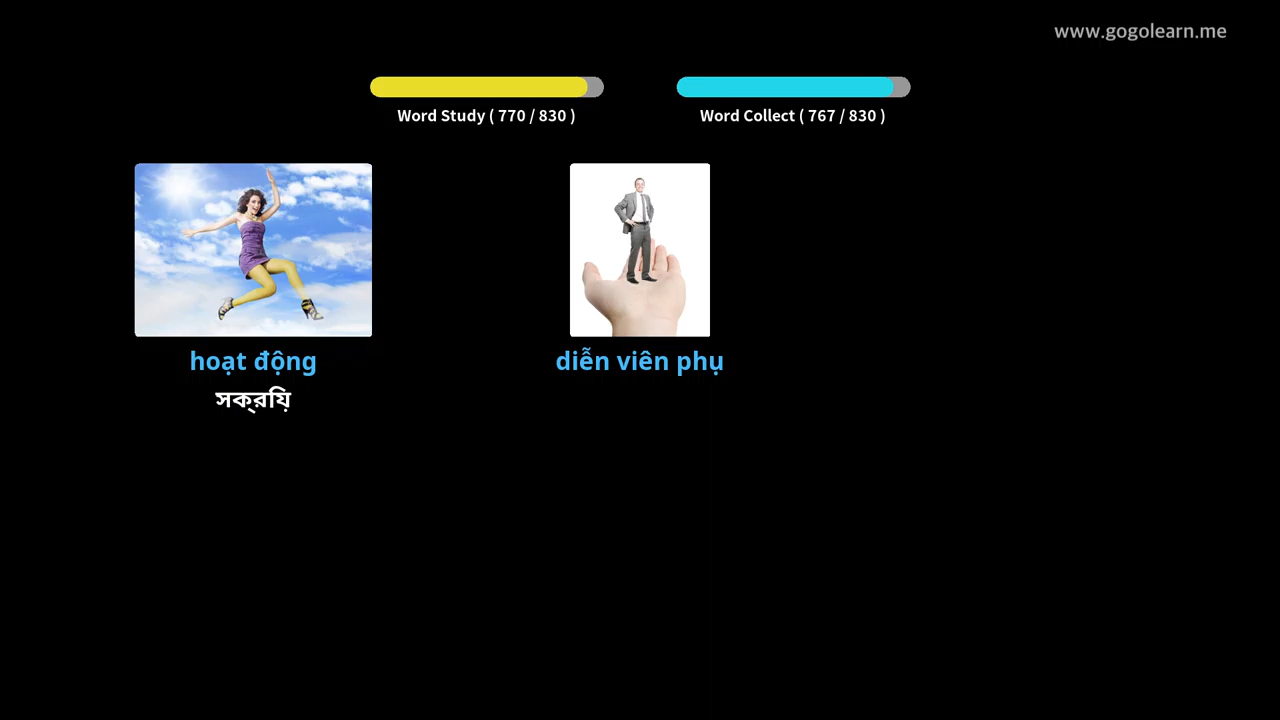 www.gogolearn.me
Word Study ( 770 / 830 )
Word Collect ( 767 / 830 )
hoạt động
diễn viên phụ
সক্রিয়